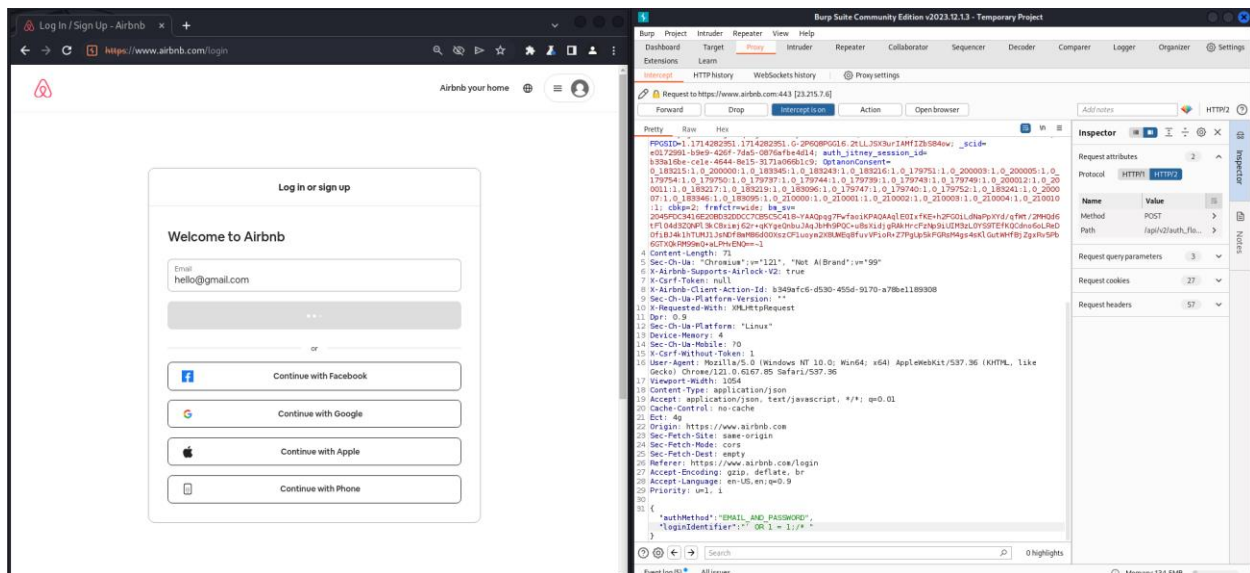 Log In / Sign Up - Airbnb
https://www.airbnb.com/login
Airbnb your home
Log in or sign up
Welcome to Airbnb
Email
hello@gmail.com
or
Continue with Facebook
Continue with Google
Continue with Apple
Continue with Phone
Burp Suite Community Edition v2023.12.1.3 - Temporary Project
Burp Project Intruder Repeater View Help
Dashboard Target Proxy Intruder Repeater Collaborator Sequencer Decoder Comparer Logger Organizer Settings
Extensions Learn
Intercept HTTP history WebSockets history Proxy settings
Request to https://www.airbnb.com:443 [23.215.7.6]
Forward Drop Intercept is on Action Open browser Add notes HTTP/2
Pretty Raw Hex
4 Content-Length: 71
5 Sec-Ch-Ua: "Chromium";v="121", "Not A(Brand";v="99"
6 X-Airbnb-Supports-Airlock-V2: true
7 X-Csrf-Token: null
8 X-Airbnb-Client-Action-Id: b349afc6-d530-455d-9170-a78be1189308
9 Sec-Ch-Ua-Platform-Version: ""
10 X-Requested-With: XMLHttpRequest
11 Dpr: 0.9
12 Sec-Ch-Ua-Platform: "Linux"
13 Device-Memory: 4
14 Sec-Ch-Ua-Mobile: ?0
15 X-Csrf-Without-Token: 1
16 User-Agent: Mozilla/5.0 (Windows NT 10.0; Win64; x64) AppleWebKit/537.36 (KHTML, like
Gecko) Chrome/121.0.6167.85 Safari/537.36
17 Viewport-Width: 1054
18 Content-Type: application/json
19 Accept: application/json, text/javascript, */*; q=0.01
20 Cache-Control: no-cache
21 Ect: 4g
22 Origin: https://www.airbnb.com
23 Sec-Fetch-Site: same-origin
24 Sec-Fetch-Mode: cors
25 Sec-Fetch-Dest: empty
26 Referer: https://www.airbnb.com/login
27 Accept-Encoding: gzip, deflate, br
28 Accept-Language: en-US,en;q=0.9
29 Priority: u=1, i
30
31 {
"authMethod":"EMAIL_AND_PASSWORD",
"loginIdentifier":"' OR 1 = 1;/* "
}
Search 0 highlights
Event log (5) All issues Memory: 134.5MB
Inspector
Request attributes 2
Protocol HTTP/1 HTTP/2
Name Value
Method POST
Path /api/v2/auth_flo...
Request query parameters 3
Request cookies 27
Request headers 57
Inspector
Notes